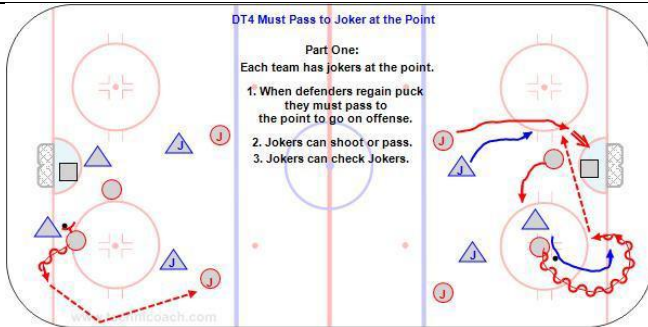 DT4 Must Pass to Joker at the Point
Part One:
Each team has jokers at the point.
1. When defenders regain puck
they must pass to
the point to go on offense.
2. Jokers can shoot or pass.
3. Jokers can check Jokers.
J
J
J
J
J
J
J
J